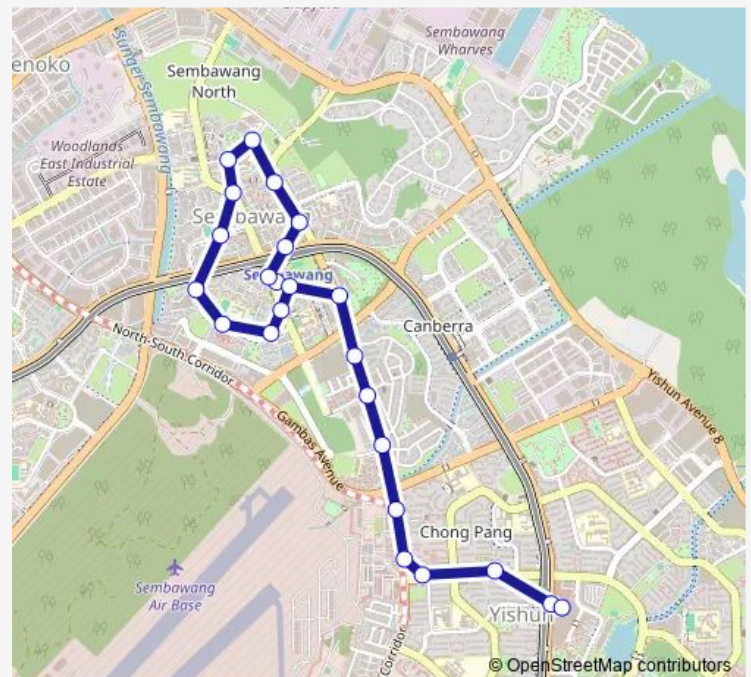 Sembawang
Wharves
enoko
Sungei Sembawang
Sembawang
North
Woodlands
East Industrial
Estate
Sembawang
Canberra
North-South Corridor
Yishun Avenue 8
Gambas Avenue
Chong Pang
Sembawang
Air Base
Yishun
Corridor
© OpenStreetMap contributors